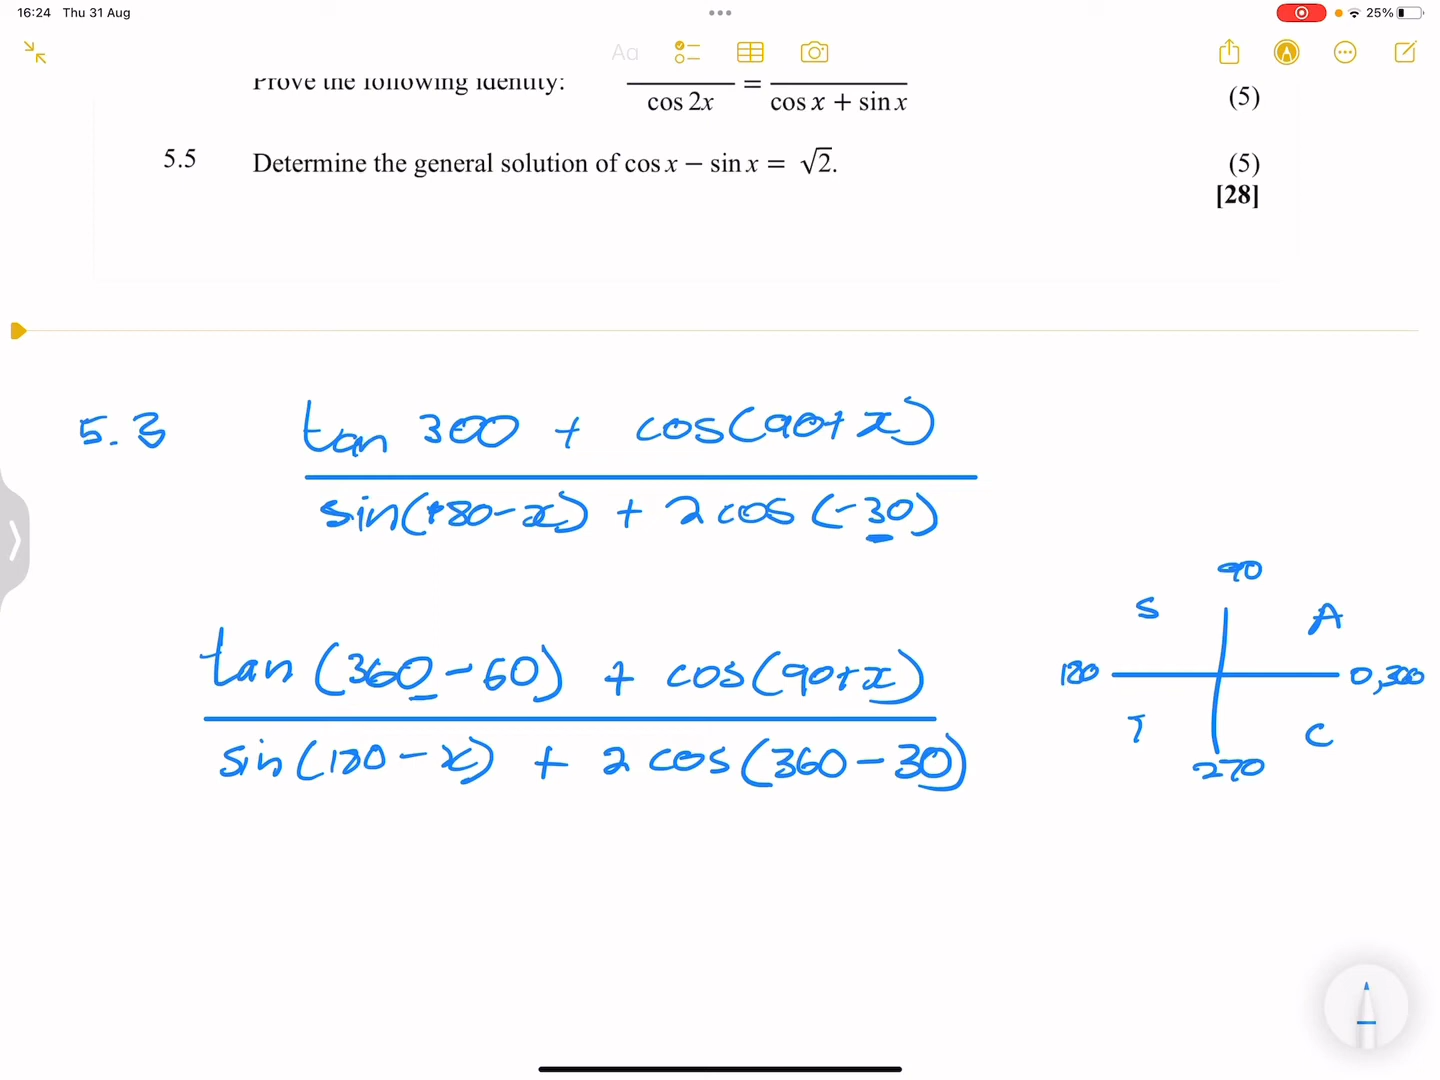 16:24 Thu 31 Aug 25%
Aa
Prove the following identity: ———— = ————
cos 2x cos x + sin x (5)
5.5 Determine the general solution of cos x − sin x = √2. (5)
[28]
5.3 tan 300 + cos(90+x)
sin(180-x) + 2 cos (-30)
90
S A
tan (360-60) + cos(90+x)
180 0,360
sin(180-x) + 2 cos(360-30)
T C
270